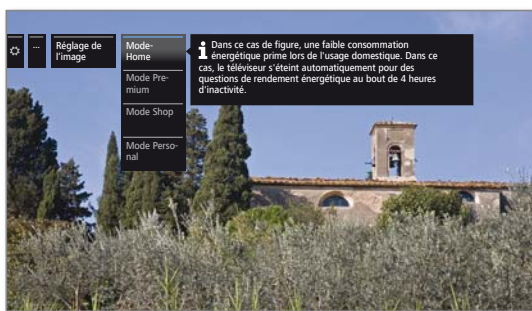 ...
Réglage de
l'image
Mode-
Home
Mode Pre-
mium
Mode Shop
Mode Perso-
nal
i Dans ce cas de figure, une faible consommation
énergétique prime lors de l'usage domestique. Dans ce
cas, le téléviseur s'éteint automatiquement pour des
questions de rendement énergétique au bout de 4 heures
d'inactivité.